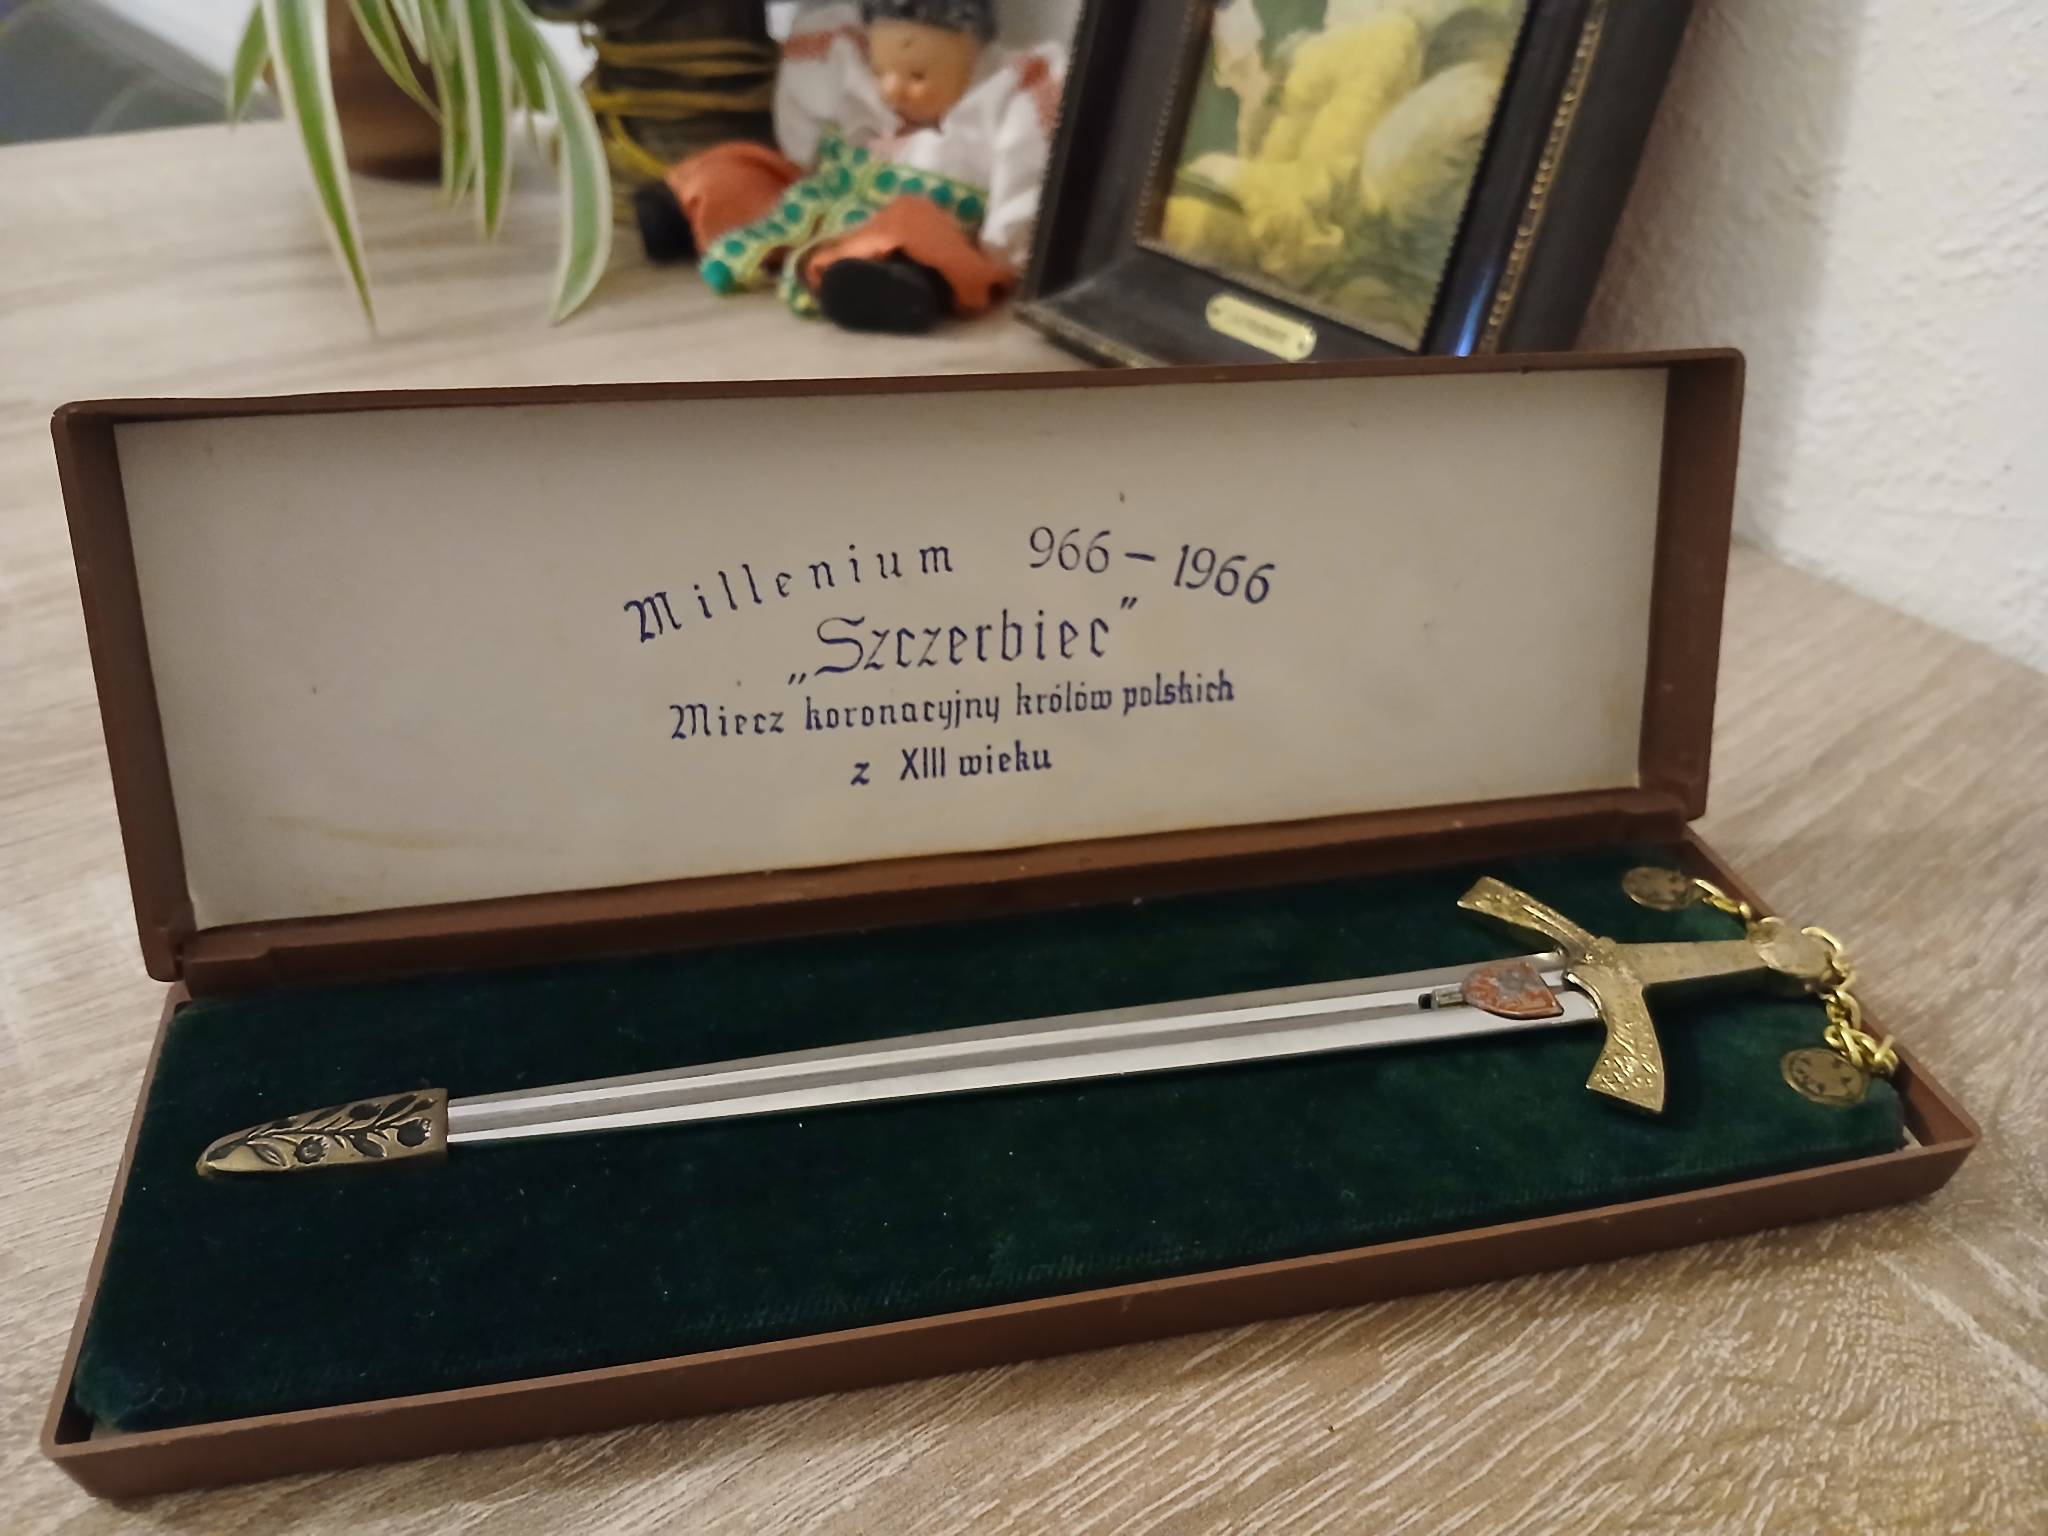 Millenium 966-1966
„Szczerbiec”
Miecz koronacyjny królów polskich
z XIII wieku